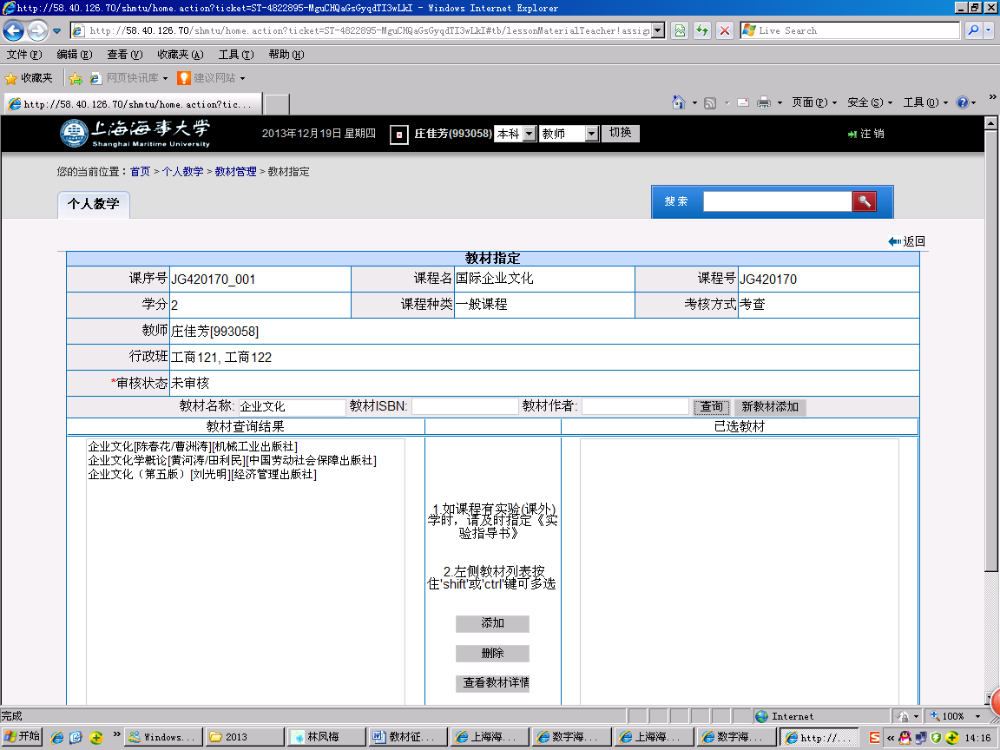 http://58.40.126.70/shmtu/home.action?ticket=ST-4822895-MguCHQaGsGyqdTI3wLkI - Windows Internet Explorer
http://58.40.126.70/shmtu/home.action?ticket=ST-4822895-MguCHQaGsGyqdTI3wLkI#tb/lessonMaterialTeacher!assig
Live Search
文件(F) 编辑(E) 查看(V) 收藏夹(A) 工具(T) 帮助(H)
收藏夹 网页快讯库 建议网站
http://58.40.126.70/shmtu/home.action?tic... 页面(P) 安全(S) 工具(O) »
上海海事大学
Shanghai Maritime University
2013年12月19日 星期四 庄佳芳(993058) 本科 教师 切换 注 销
您的当前位置：首页 > 个人教学 > 教材管理 > 教材指定
个人教学 搜 索
返回
教材指定
课序号 JG420170_001 课程名 国际企业文化 课程号 JG420170
学分 2 课程种类 一般课程 考核方式 考查
教师 庄佳芳[993058]
行政班 工商121, 工商122
*审核状态 未审核
教材名称: 企业文化 教材ISBN: 教材作者: 查询 新教材添加
教材查询结果 已选教材
企业文化[陈春花/曹洲涛][机械工业出版社]
企业文化学概论[黄河涛/田利民][中国劳动社会保障出版社]
企业文化（第五版）[刘光明][经济管理出版社]
1.如课程有实验(课外)
学时，请及时指定《实
验指导书》
2.左侧教材列表按
住'shift'或'ctrl'键可多选
添加
删除
查看教材详情
完成 Internet 100%
开始 » Windows... 2013 林凤梅 教材征... 上海海... 数字海... 上海海... 数字海... http://... « 14:16